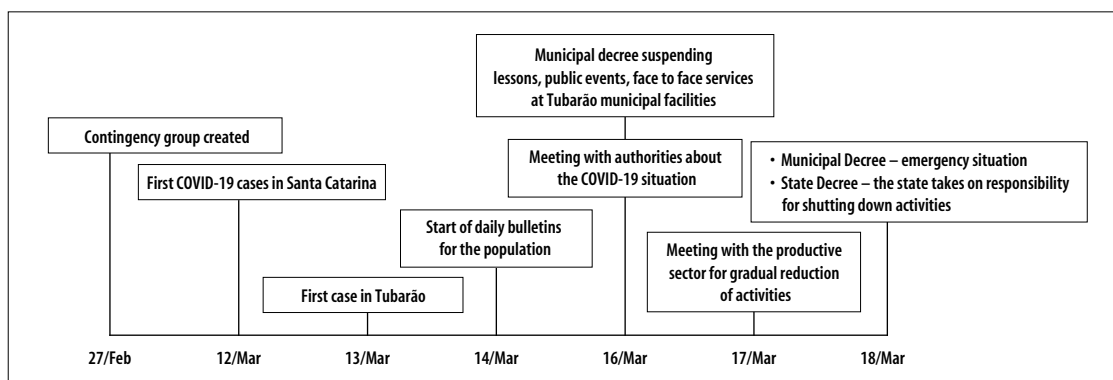 Municipal decree suspending
lessons, public events, face to face services
at Tubarão municipal facilities
Contingency group created
Meeting with authorities about
the COVID-19 situation
• Municipal Decree – emergency situation
• State Decree – the state takes on responsibility
for shutting down activities
First COVID-19 cases in Santa Catarina
Start of daily bulletins
for the population
Meeting with the productive
sector for gradual reduction
of activities
First case in Tubarão
27/Feb 12/Mar 13/Mar 14/Mar 16/Mar 17/Mar 18/Mar